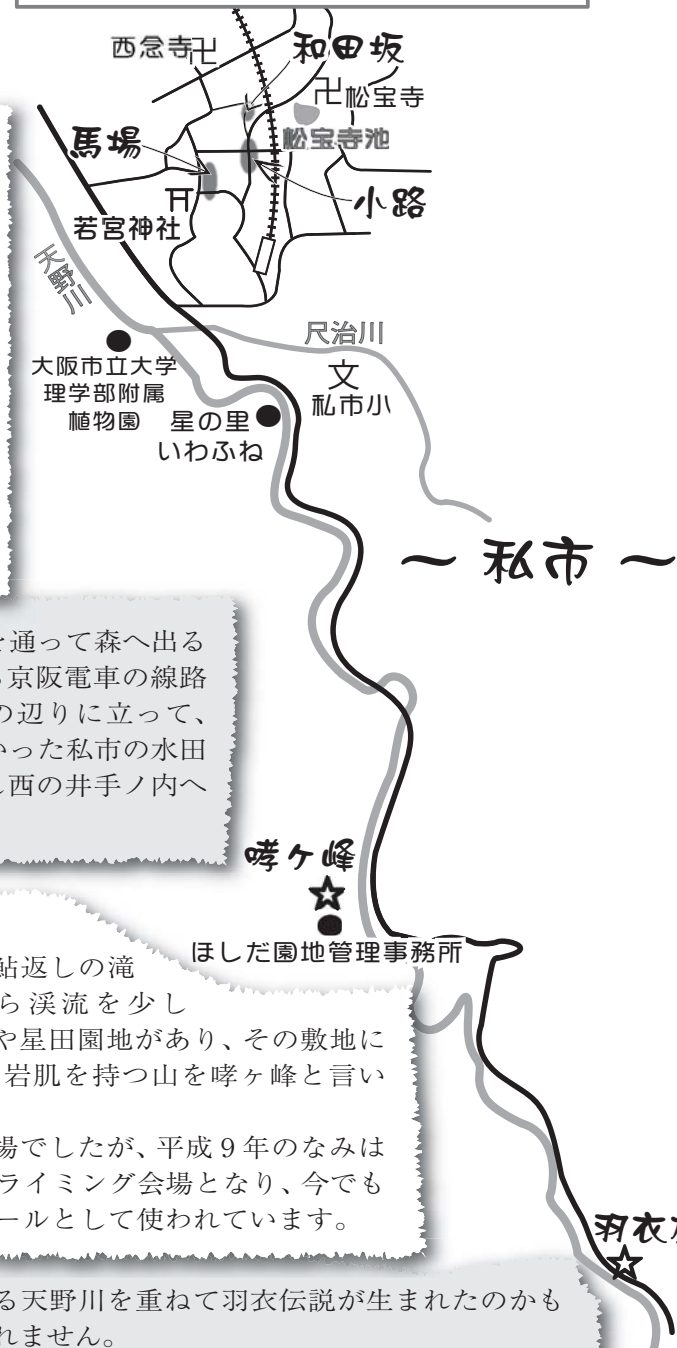 西念寺卍
和田坂
卍松宝寺
馬場
松宝寺池
小路
若宮神社
天野川
尺治川
大阪市立大学
理学部附属
植物園
文
私市小
星の里
いわふね
～ 私市 ～
を通って森へ出る
京阪電車の線路
の辺りに立って、
かった私市の水田
西の井手ノ内へ
哮ヶ峰
ほしだ園地管理事務所
鮎返しの滝
ら渓流を少し
や星田園地があり、その敷地に
岩肌を持つ山を哮ヶ峰と言い
場でしたが、平成9年のなみは
ライミング会場となり、今でも
ールとして使われています。
羽衣
る天野川を重ねて羽衣伝説が生まれたのかも
れません。